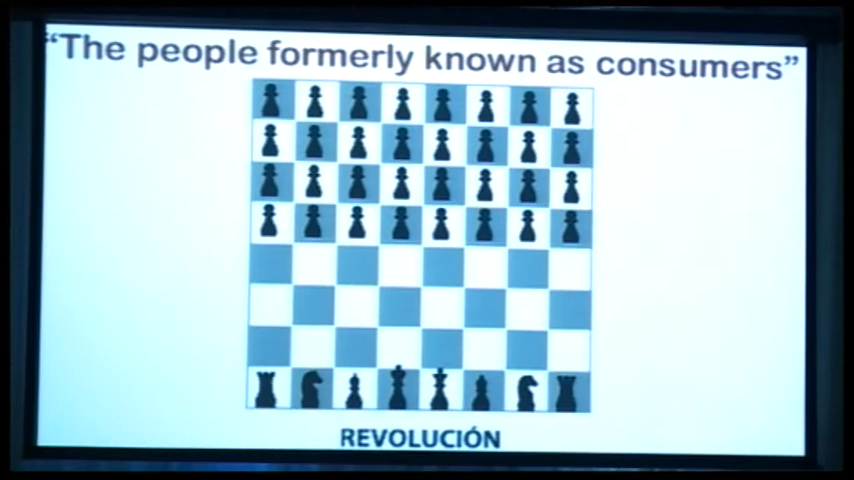 “The people formerly known as consumers”
REVOLUCIÓN